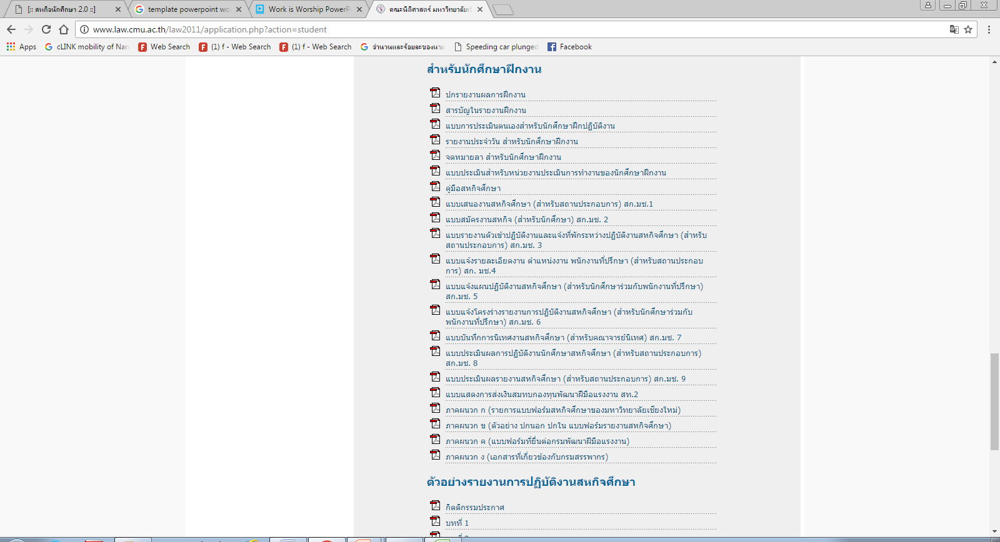 [:: สหกิจนักศึกษา 2.0 ::]
template powerpoint wo
Work is Worship PowerP
คณะนิติศาสตร์ มหาวิทยาลัยเชี
www.law.cmu.ac.th/law2011/application.php?action=student
Apps
cLINK mobility of Nan
Web Search
(1) f - Web Search
(1) f - Web Search
จำนวนและร้อยละของนาย
Speeding car plunged
Facebook
สำหรับนักศึกษาฝึกงาน
ปกรายงานผลการฝึกงาน
สารบัญในรายงานฝึกงาน
แบบการประเมินตนเองสำหรับนักศึกษาฝึกปฏิบัติงาน
รายงานประจำวัน สำหรับนักศึกษาฝึกงาน
จดหมายลา สำหรับนักศึกษาฝึกงาน
แบบประเมินสำหรับหน่วยงานประเมินการทำงานของนักศึกษาฝึกงาน
คู่มือสหกิจศึกษา
แบบเสนองานสหกิจศึกษา (สำหรับสถานประกอบการ) สก.มช.1
แบบสมัครงานสหกิจ (สำหรับนักศึกษา) สก.มช. 2
แบบรายงานตัวเข้าปฏิบัติงานและแจ้งที่พักระหว่างปฏิบัติงานสหกิจศึกษา (สำหรับ
สถานประกอบการ) สก.มช. 3
แบบแจ้งรายละเอียดงาน ตำแหน่งงาน พนักงานที่ปรึกษา (สำหรับสถานประกอบ
การ) สก. มช.4
แบบแจ้งแผนปฏิบัติงานสหกิจศึกษา (สำหรับนักศึกษาร่วมกับพนักงานที่ปรึกษา)
สก.มช. 5
แบบแจ้งโครงร่างรายงานการปฏิบัติงานสหกิจศึกษา (สำหรับนักศึกษาร่วมกับ
พนักงานที่ปรึกษา) สก.มช. 6
แบบบันทึกการนิเทศงานสหกิจศึกษา (สำหรับคณาจารย์นิเทศ) สก.มช. 7
แบบประเมินผลการปฏิบัติงานนักศึกษาสหกิจศึกษา (สำหรับสถานประกอบการ)
สก.มช. 8
แบบประเมินผลรายงานสหกิจศึกษา (สำหรับสถานประกอบการ) สก.มช. 9
แบบแสดงการส่งเงินสมทบกองทุนพัฒนาฝีมือแรงงาน สท.2
ภาคผนวก ก (รายการแบบฟอร์มสหกิจศึกษาของมหาวิทยาลัยเชียงใหม่)
ภาคผนวก ข (ตัวอย่าง ปกนอก ปกใน แบบฟอร์มรายงานสหกิจศึกษา)
ภาคผนวก ค (แบบฟอร์มที่ยื่นต่อกรมพัฒนาฝีมือแรงงาน)
ภาคผนวก ง (เอกสารที่เกี่ยวข้องกับกรมสรรพากร)
ตัวอย่างรายงานการปฏิบัติงานสหกิจศึกษา
กิตติกรรมประกาศ
บทที่ 1